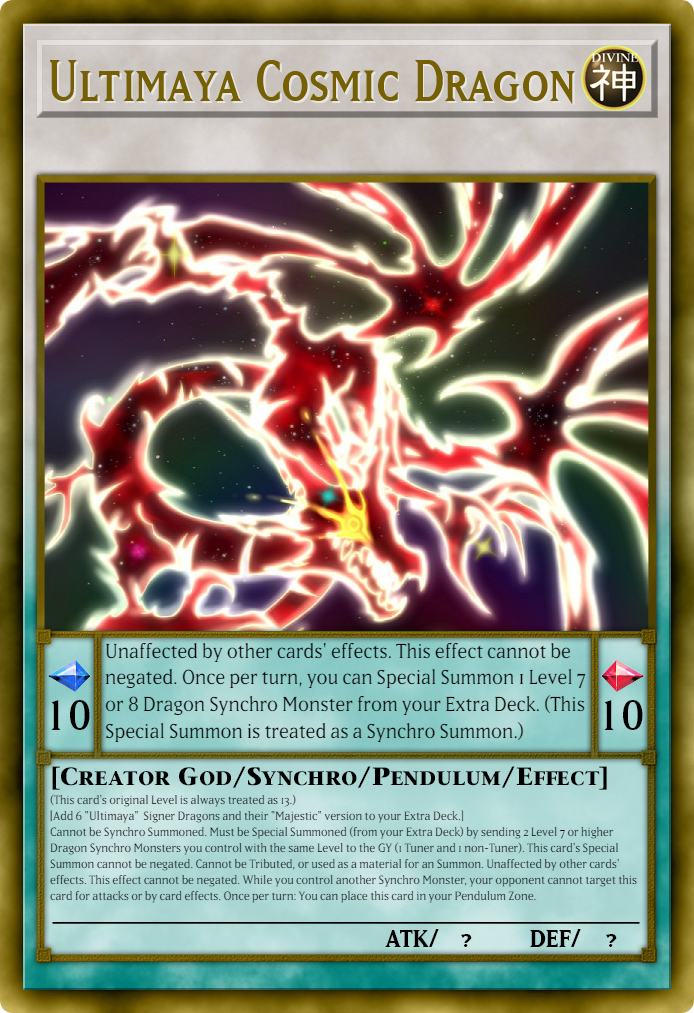 Ultimaya Cosmic Dragon
DIVINE
神
Unaffected by other cards' effects. This effect cannot be
negated. Once per turn, you can Special Summon 1 Level 7
or 8 Dragon Synchro Monster from your Extra Deck. (This
Special Summon is treated as a Synchro Summon.)
10
10
[Creator God/Synchro/Pendulum/Effect]
(This card's original Level is always treated as 13.)
[Add 6 "Ultimaya" Signer Dragons and their "Majestic" version to your Extra Deck.]
Cannot be Synchro Summoned. Must be Special Summoned (from your Extra Deck) by sending 2 Level 7 or higher
Dragon Synchro Monsters you control with the same Level to the GY (1 Tuner and 1 non-Tuner). This card's Special
Summon cannot be negated. Cannot be Tributed, or used as a material for an Summon. Unaffected by other cards'
effects. This effect cannot be negated. While you control another Synchro Monster, your opponent cannot target this
card for attacks or by card effects. Once per turn: You can place this card in your Pendulum Zone.
ATK/ ? DEF/ ?